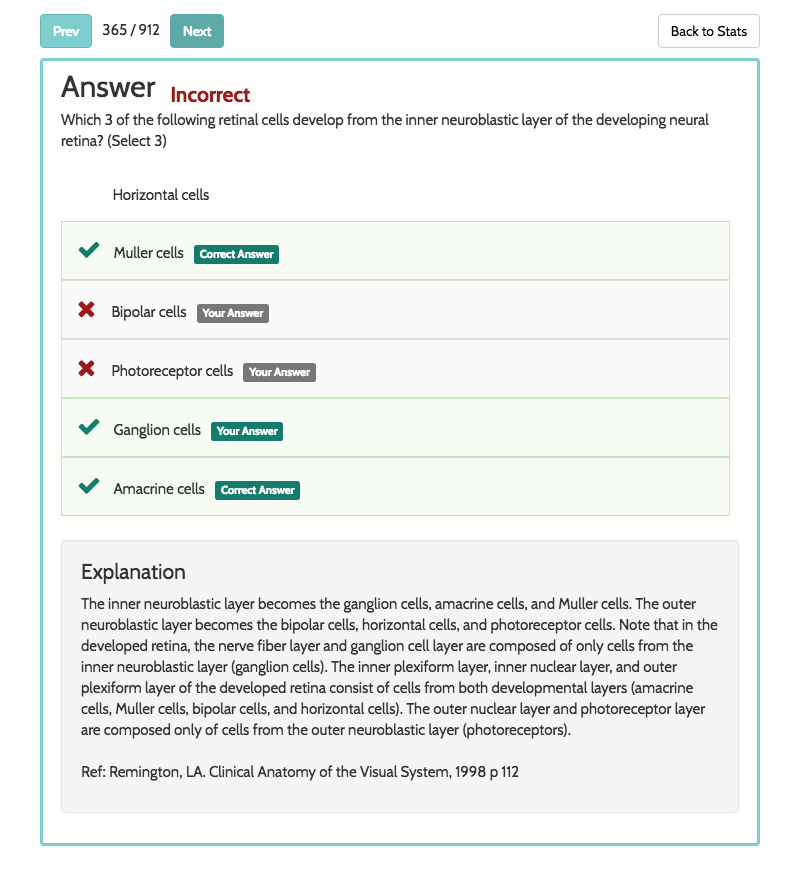 Prev 365 / 912 Next Back to Stats
Answer Incorrect
Which 3 of the following retinal cells develop from the inner neuroblastic layer of the developing neural
retina? (Select 3)
Horizontal cells
Muller cells Correct Answer
Bipolar cells Your Answer
Photoreceptor cells Your Answer
Ganglion cells Your Answer
Amacrine cells Correct Answer
Explanation
The inner neuroblastic layer becomes the ganglion cells, amacrine cells, and Muller cells. The outer
neuroblastic layer becomes the bipolar cells, horizontal cells, and photoreceptor cells. Note that in the
developed retina, the nerve fiber layer and ganglion cell layer are composed of only cells from the
inner neuroblastic layer (ganglion cells). The inner plexiform layer, inner nuclear layer, and outer
plexiform layer of the developed retina consist of cells from both developmental layers (amacrine
cells, Muller cells, bipolar cells, and horizontal cells). The outer nuclear layer and photoreceptor layer
are composed only of cells from the outer neuroblastic layer (photoreceptors).
Ref: Remington, LA. Clinical Anatomy of the Visual System, 1998 p 112